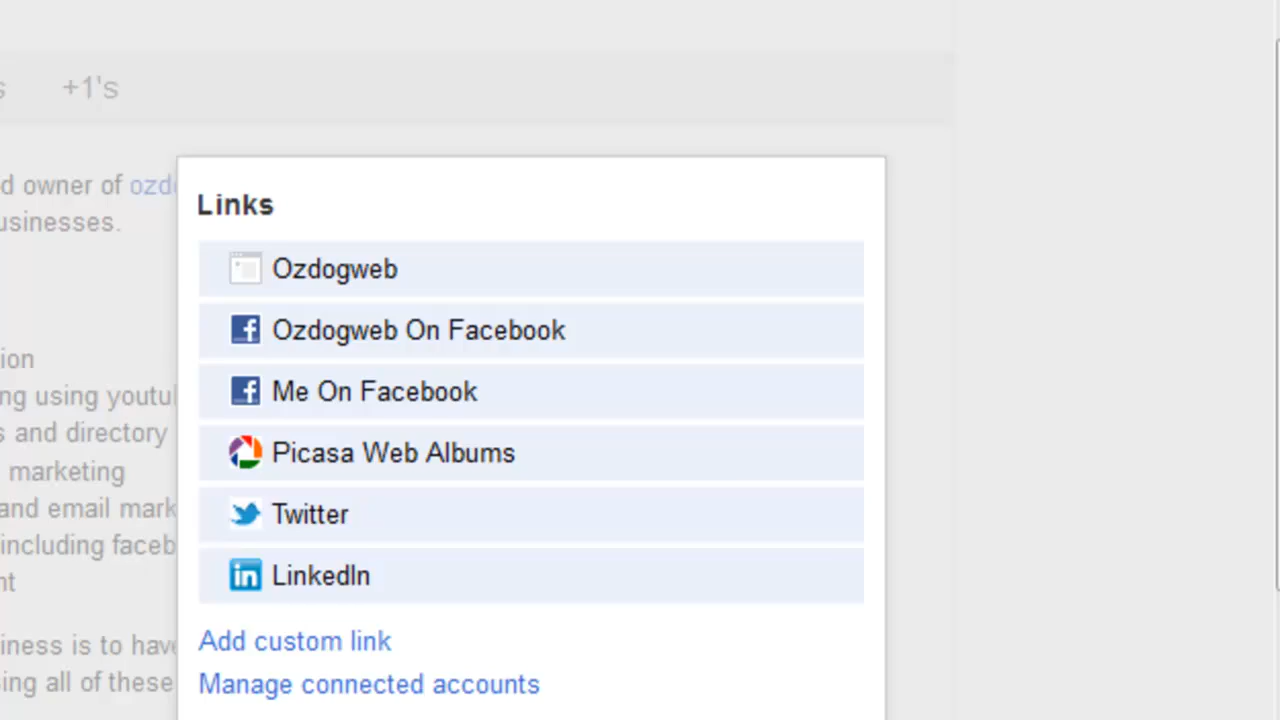 +1's
d owner of ozd
usinesses.
Links
Ozdogweb
Ozdogweb On Facebook
Me On Facebook
Picasa Web Albums
Twitter
LinkedIn
Add custom link
Manage connected accounts
ion
ng using youtu
s and directory
marketing
and email mark
including faceb
nt
iness is to have
ing all of these